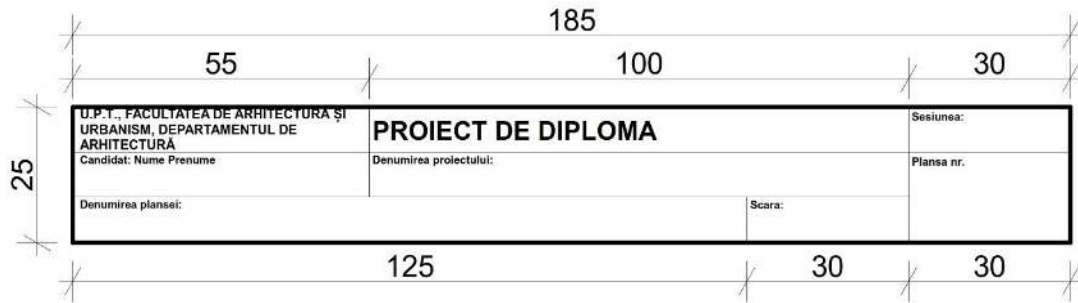 185
55
100
30
U.P.T., FACULTATEA DE ARHITECTURA ȘI
URBANISM, DEPARTAMENTUL DE
ARHITECTURĂ
PROIECT DE DIPLOMA
Sesiunea:
25
Candidat: Nume Prenume
Denumirea proiectului:
Plansa nr.
Denumirea plansei:
Scara:
125
30
30